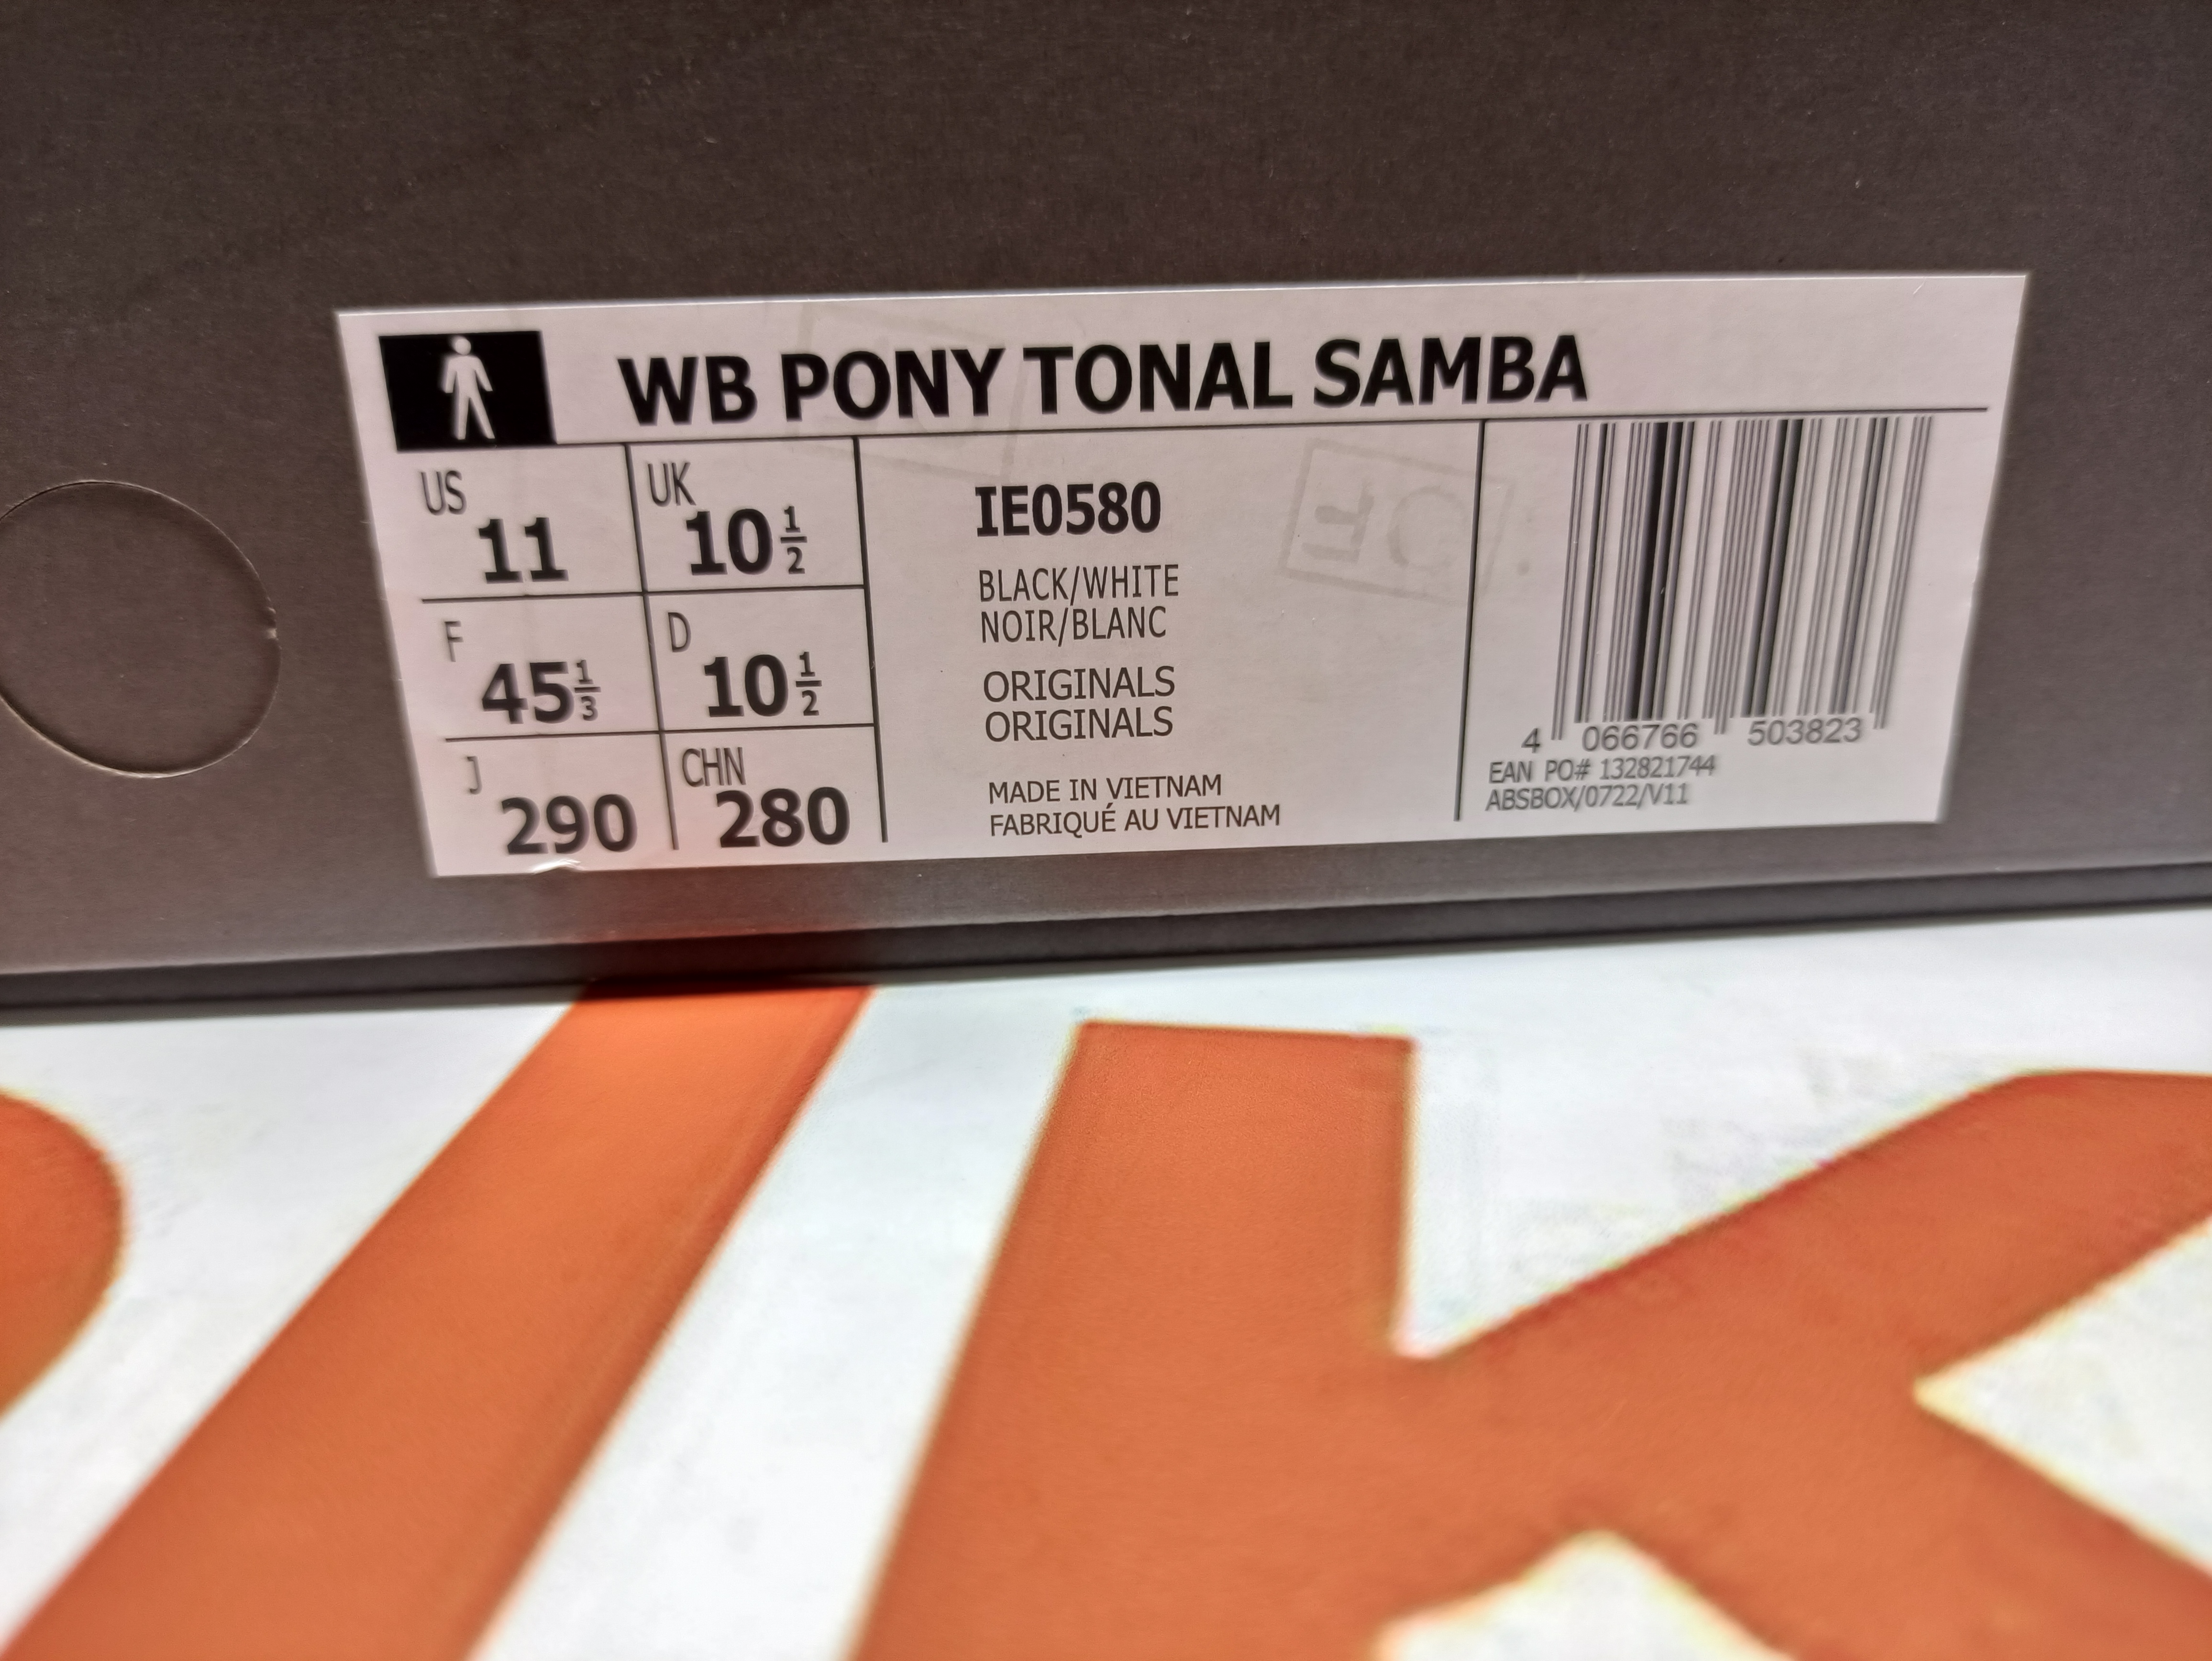 WB PONY TONAL SAMBA
US 11
UK 10 1/2
F 45 1/3
D 10 1/2
J 290
CHN 280
IE0580
BLACK/WHITE
NOIR/BLANC
ORIGINALS
ORIGINALS
MADE IN VIETNAM
FABRIQUÉ AU VIETNAM
4 066766 503823
EAN PO# 132821744
ABSBOX/0722/V11